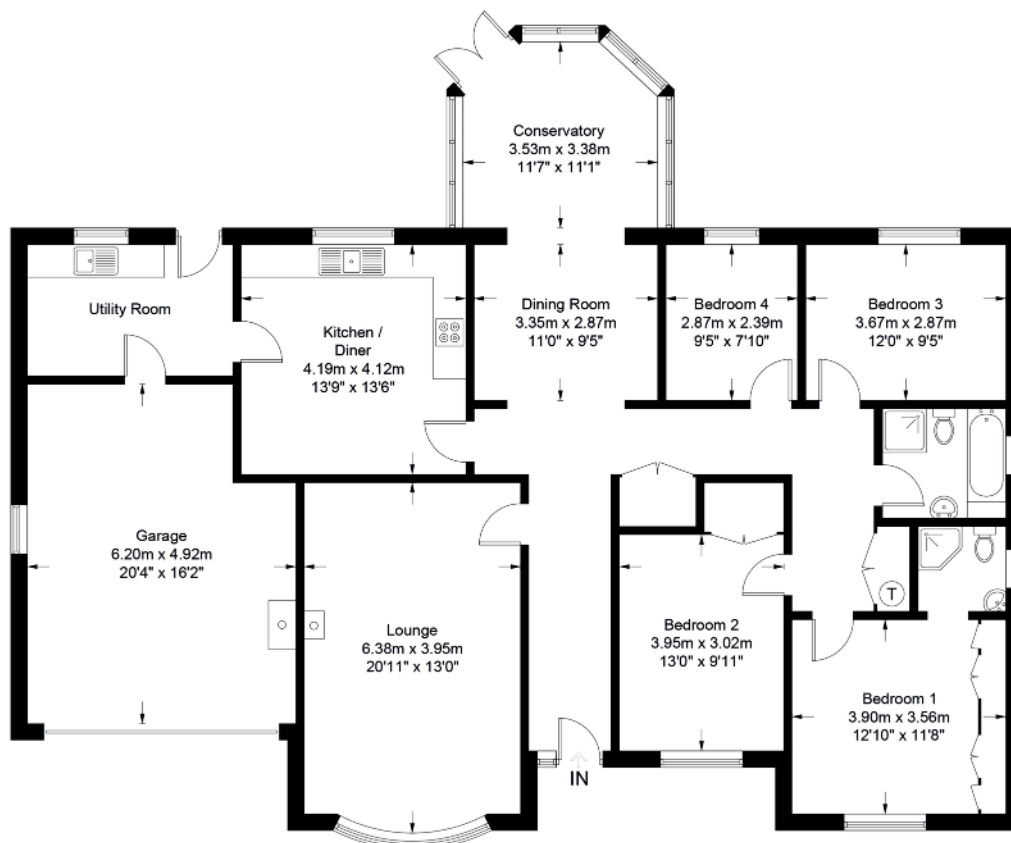 Conservatory
3.53m x 3.38m
11'7" x 11'1"
Utility Room
Kitchen /
Diner
4.19m x 4.12m
13'9" x 13'6"
Dining Room
3.35m x 2.87m
11'0" x 9'5"
Bedroom 4
2.87m x 2.39m
9'5" x 7'10"
Bedroom 3
3.67m x 2.87m
12'0" x 9'5"
Garage
6.20m x 4.92m
20'4" x 16'2"
Lounge
6.38m x 3.95m
20'11" x 13'0"
Bedroom 2
3.95m x 3.02m
13'0" x 9'11"
T
Bedroom 1
3.90m x 3.56m
12'10" x 11'8"
IN